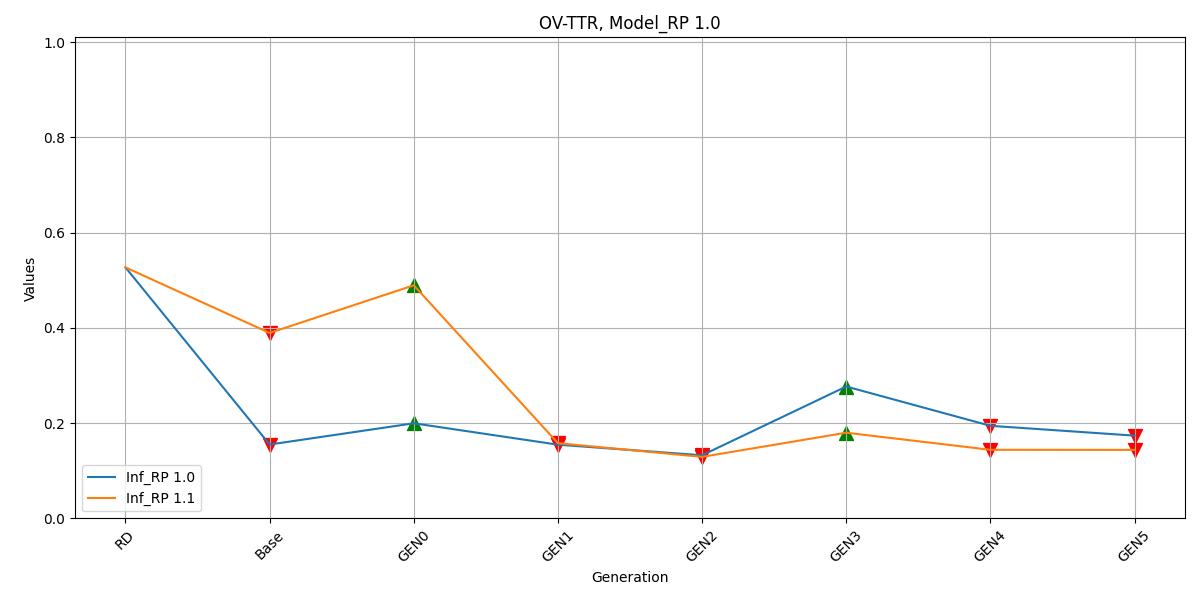 OV-TTR, Model_RP 1.0
1.0
0.8
0.6
0.4
0.2
0.0
Values
Inf_RP 1.0
Inf_RP 1.1
RD
Base
GEN0
GEN1
GEN2
GEN3
GEN4
GEN5
Generation